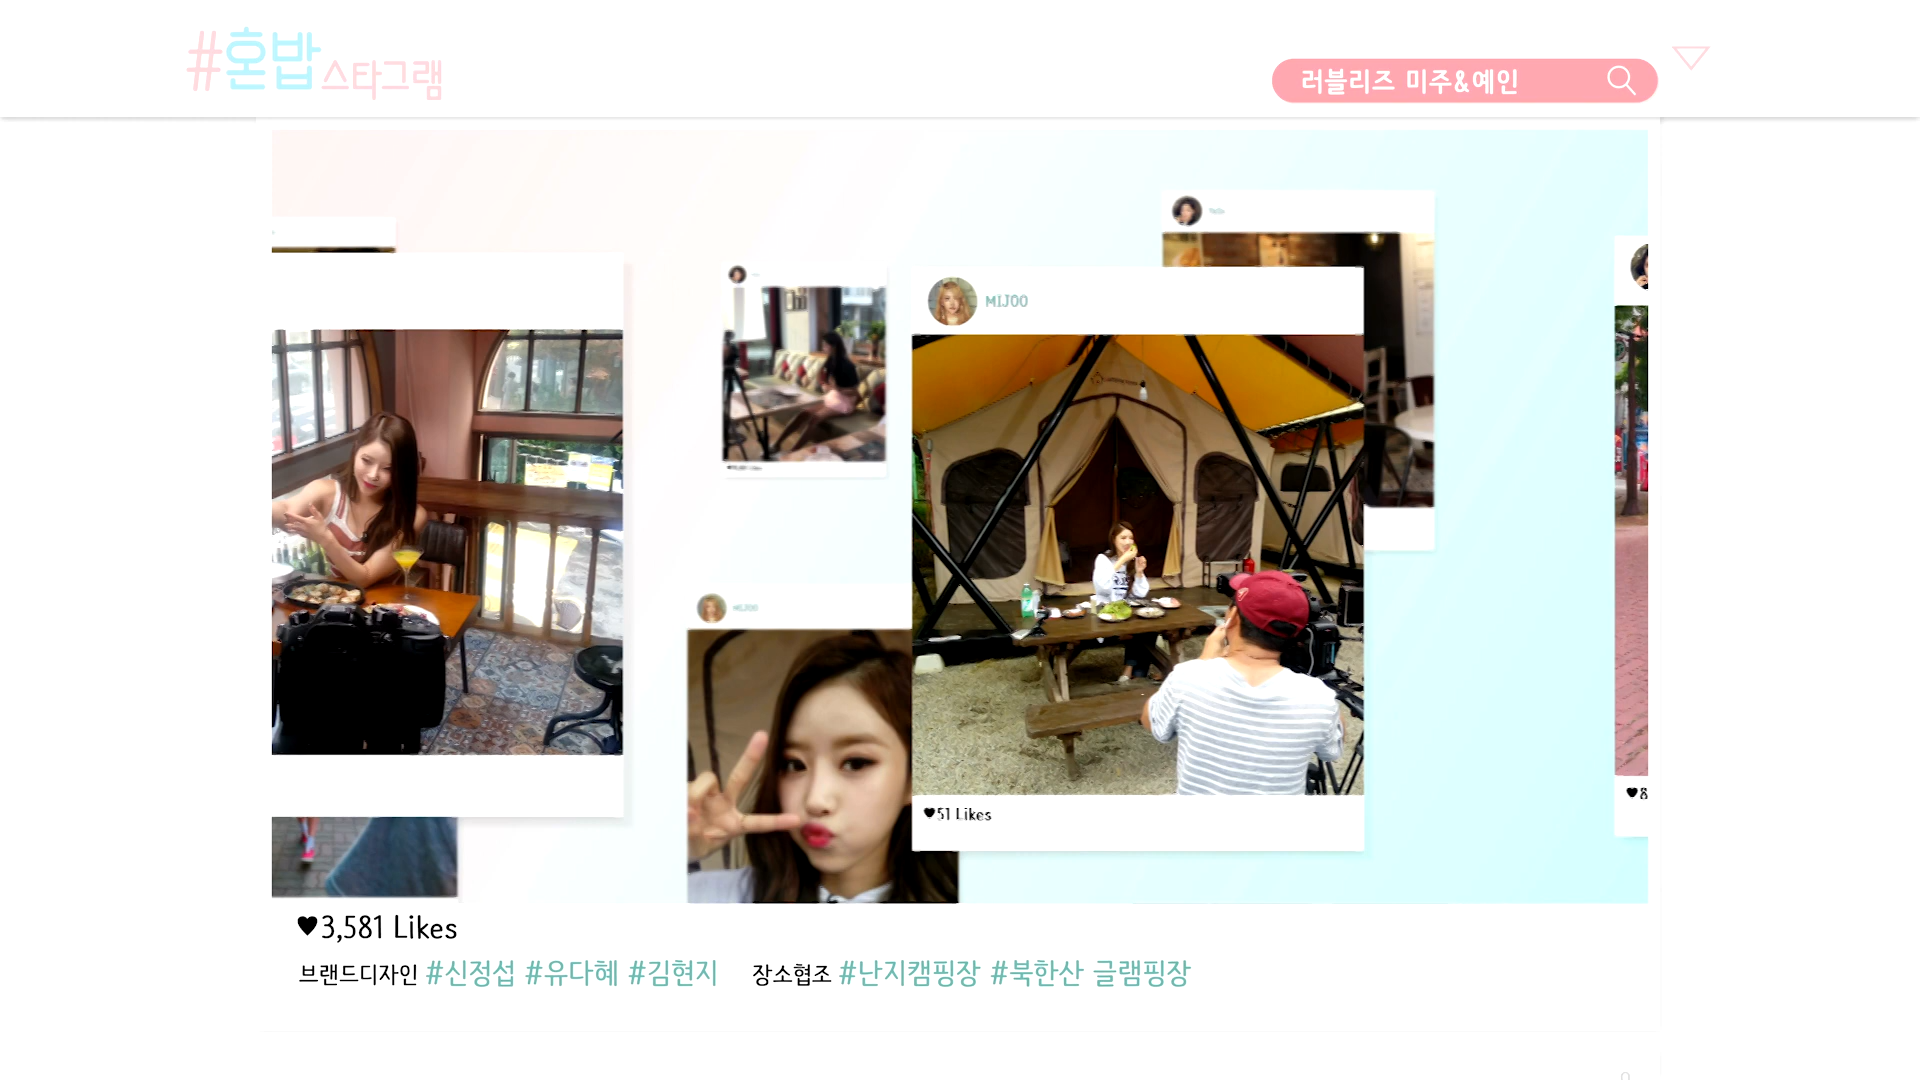 #혼밥스타그램
러블리즈 미주&예인
MIJOO
MIJOO
♥51 Likes
♥8
♥3,581 Likes
브랜드디자인 #신정섭 #유다혜 #김현지 장소협조 #난지캠핑장 #북한산 글램핑장